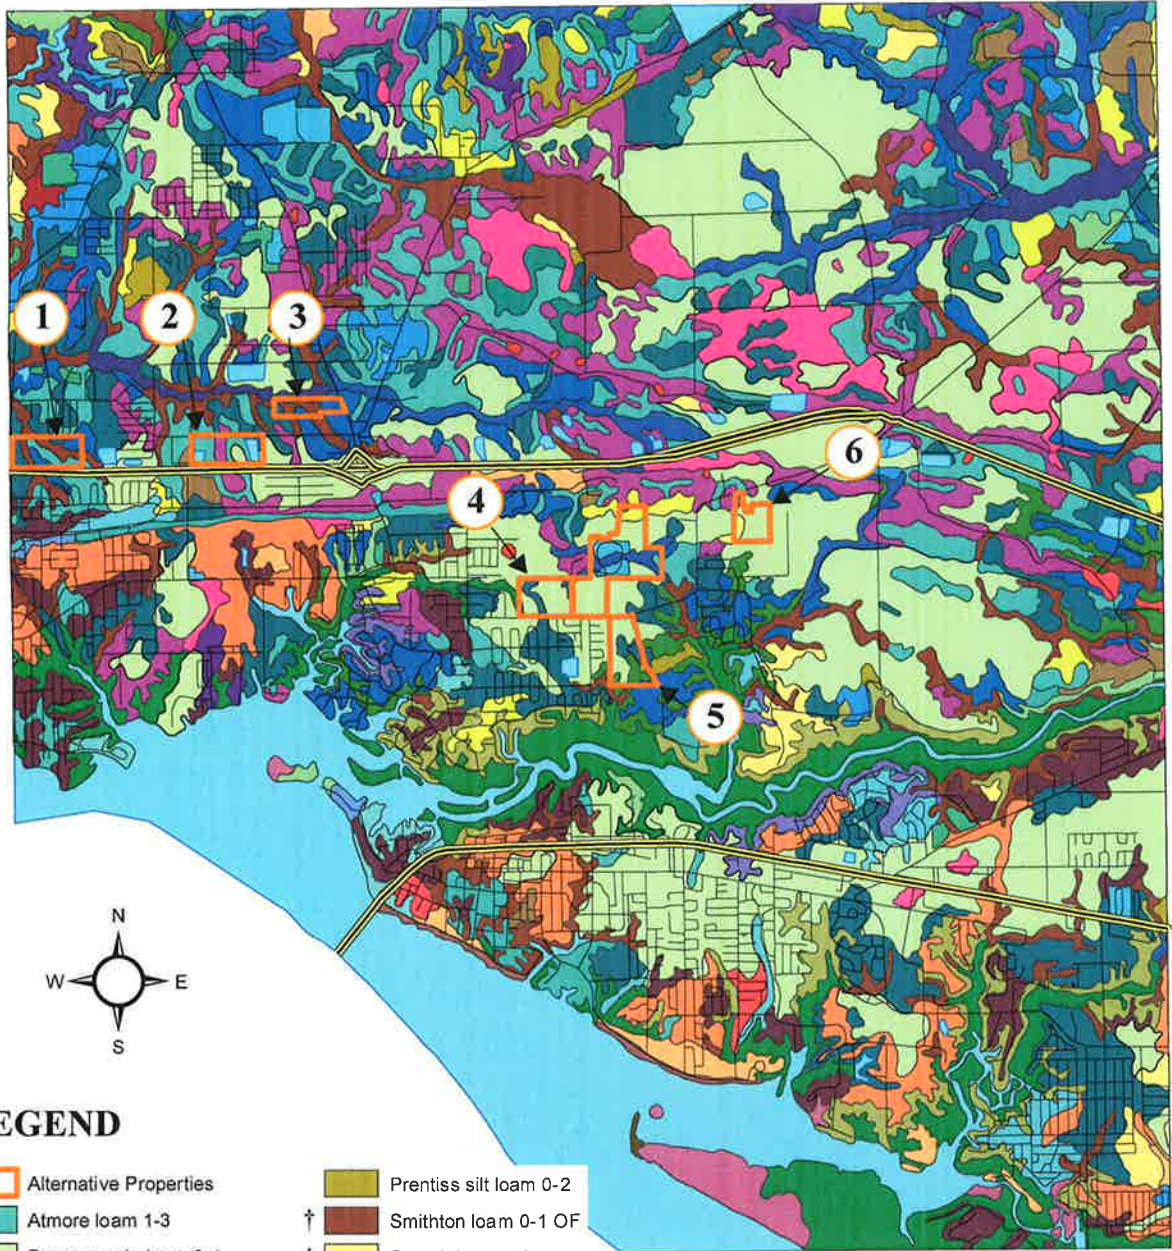 1
2
3
4
6
5
N
W E
S
EGEND
Alternative Properties
Prentiss silt loam 0-2
Atmore loam 1-3
† Smithton loam 0-1 OF